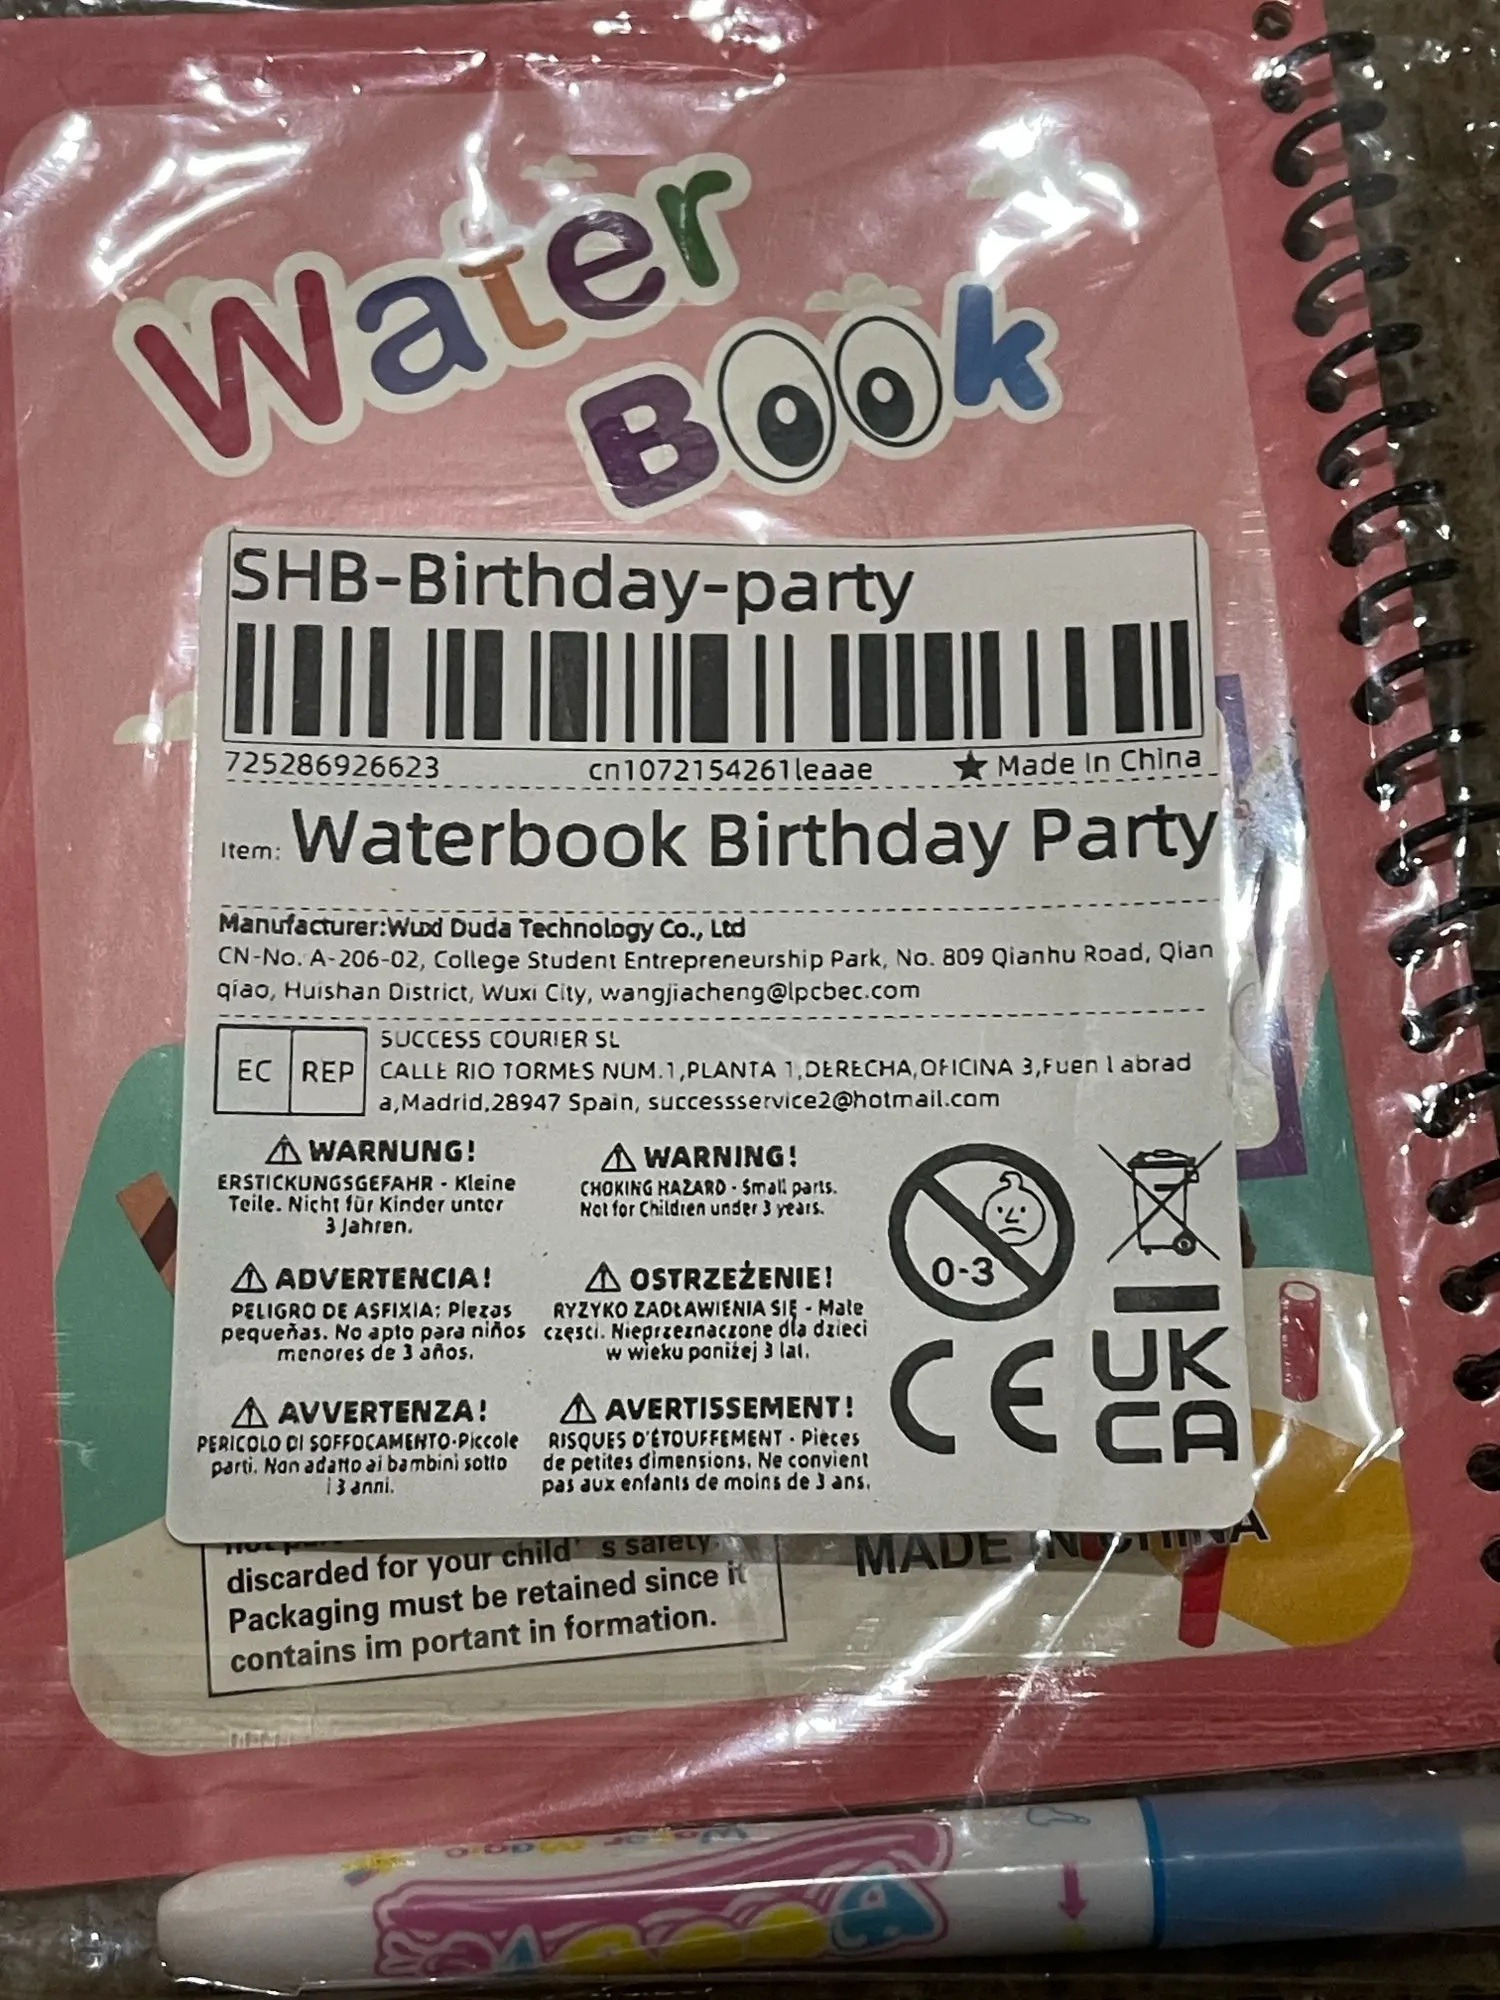 Water
Book
SHB-Birthday-party
725286926623 cn1072154261leaae ★ Made In China
Item: Waterbook Birthday Party
Manufacturer:Wuxi Duda Technology Co., Ltd
CN-No. A-206-02, College Student Entrepreneurship Park, No. 809 Qianhu Road, Qian
qiao, Huishan District, Wuxi City, wangjiacheng@lpcbec.com
EC REP
SUCCESS COURIER SL
CALLE RIO TORMES NUM.1,PLANTA 1,DERECHA,OFICINA 3,Fuen l abrad
a,Madrid,28947 Spain, successservice2@hotmail.com
⚠ WARNUNG!
ERSTICKUNGSGEFAHR - Kleine
Teile. Nicht für Kinder unter
3 Jahren.
⚠ WARNING!
CHOKING HAZARD - Small parts.
Not for Children under 3 years.
⚠ ADVERTENCIA!
PELIGRO DE ASFIXIA: Piezas
pequeñas. No apto para niños
menores de 3 años.
⚠ OSTRZEŻENIE!
RYZYKO ZADŁAWIENIA SIĘ - Małe
części. Nieprzeznaczone dla dzieci
w wieku poniżej 3 lat.
⚠ AVVERTENZA!
PERICOLO DI SOFFOCAMENTO-Piccole
parti. Non adatto ai bambini sotto
i 3 anni.
⚠ AVERTISSEMENT!
RISQUES D'ÉTOUFFEMENT - Pièces
de petites dimensions. Ne convient
pas aux enfants de moins de 3 ans.
0-3
CE
UK
CA
discarded for your child's safety.
Packaging must be retained since it
contains im portant in formation.
MADE IN CHINA